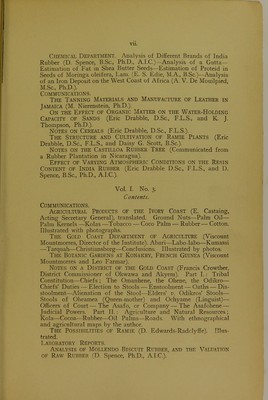 vii.
CHEMICAL DEPARTMENT. Analysis of Different Brands of India
Rubber (D. Spence, B.Sc., Ph.D., A.I.C.)—Analysis of a Gutta—
Estimation of Fat in Shea Butter Seeds—Estimation of Proteid in
Seeds of Moringa oleifera, Lam. (E. S. Edie, M.A., B.Sc.)—Analysis
of an Iron Deposit on the West Coast of Africa (A. V. De Mouilpied,
M.Sc., Ph.D.)
COMMUNICATIONS.
THE TANNING MATERIALS AND MANUFACTURE OF LEATHER IN
JAMAICA (M. Nierenstein, Ph.D.).
ON THE EFFECT OF ORGANIC MATTER ON THE WATER-HOLDING
CAPACITY OF SANDS (Eric Drabble, D.Sc., F.L.S., and K. J.
Thompson, Ph.D.).
NOTES ON CEREALS (Eric Drabble, D.Sc., F.L.S.).
THE STRUCTURE AND CULTIVATION OF RAMIE PLANTS (Eric
Drabble, D.Sc., F.L.S., and Daisy G. Scott, B.Sc.).
NOTES ON THE CASTILLOA RUBBER TREE (Communicated from
a Rubber Plantation in Nicaragua).
EFFECT OF VARYING ATMOSPHERIC CONDITIONS ON THE RESIN
CONTENT OF INDIA RUBBER (Eric Drabble, D.Sc., F.L.S., and D.
Spence, B.Sc., Ph.D., A.I.C.).
Vol. I. No. 3.
Contents.
COMMUNICATIONS.
AGRICULTURAL PRODUCTS OF THE IVORY COAST (E. Castaing,
Acting Secretary General); translated. Ground Nuts—Palm Oil—
Palm Kernels—Kolas—Tobacco—Coco Palm—Rubber—Cotton.
Illustrated with photographs.
THE GOLD COAST DEPARTMENT OF AGRICULTURE (Viscount
Mountmorres, Director of the Institute). Aburi—Labo-labo—Kumassi
—Tarquah—Christiansborg—Conclusions. Illustrated by photos.
THE BOTANIC GARDENS AT KONAKRY, FRENCH GUINEA (Viscount
Mountmorres and Leo Farmar).
NOTES ON A DISTRICT OF THE GOLD COAST (Francis Crowther,
District Commissioner of Obwassu and Akyem). Part I. : Tribal
Constitution—Chiefs; The Omanhene, the Ohene, the Odikro—
Chiefs' Duties—Election to Stools—Enstoolment—Oaths—Dis-
stoolment—Alienation of the Stool—Elders' v. Odikros' Stools—
Stools of Ohramea (Queen-mother) and Ochyame (Linguist)—
Officers of Court—The Asafo, or Company—The Asafohene—
Judicial Powers. Part II. : Agriculture and Natural Resources;
Kola—Cocoa—Rubber—Oil Palms—Roads. With ethnographical
and agricultural maps by the author.
THE POSSIBILITIES OF RAMIE (D. Edwards-Radclyffe). Illus-
trated.
LABORATORY REPORTS.
ANALYSIS OF MOLLENDO BISCUIT RUBBER, AND THE VALUATION
OF RAW RUBBER (D. Spence, Ph.D., A.I.C.)